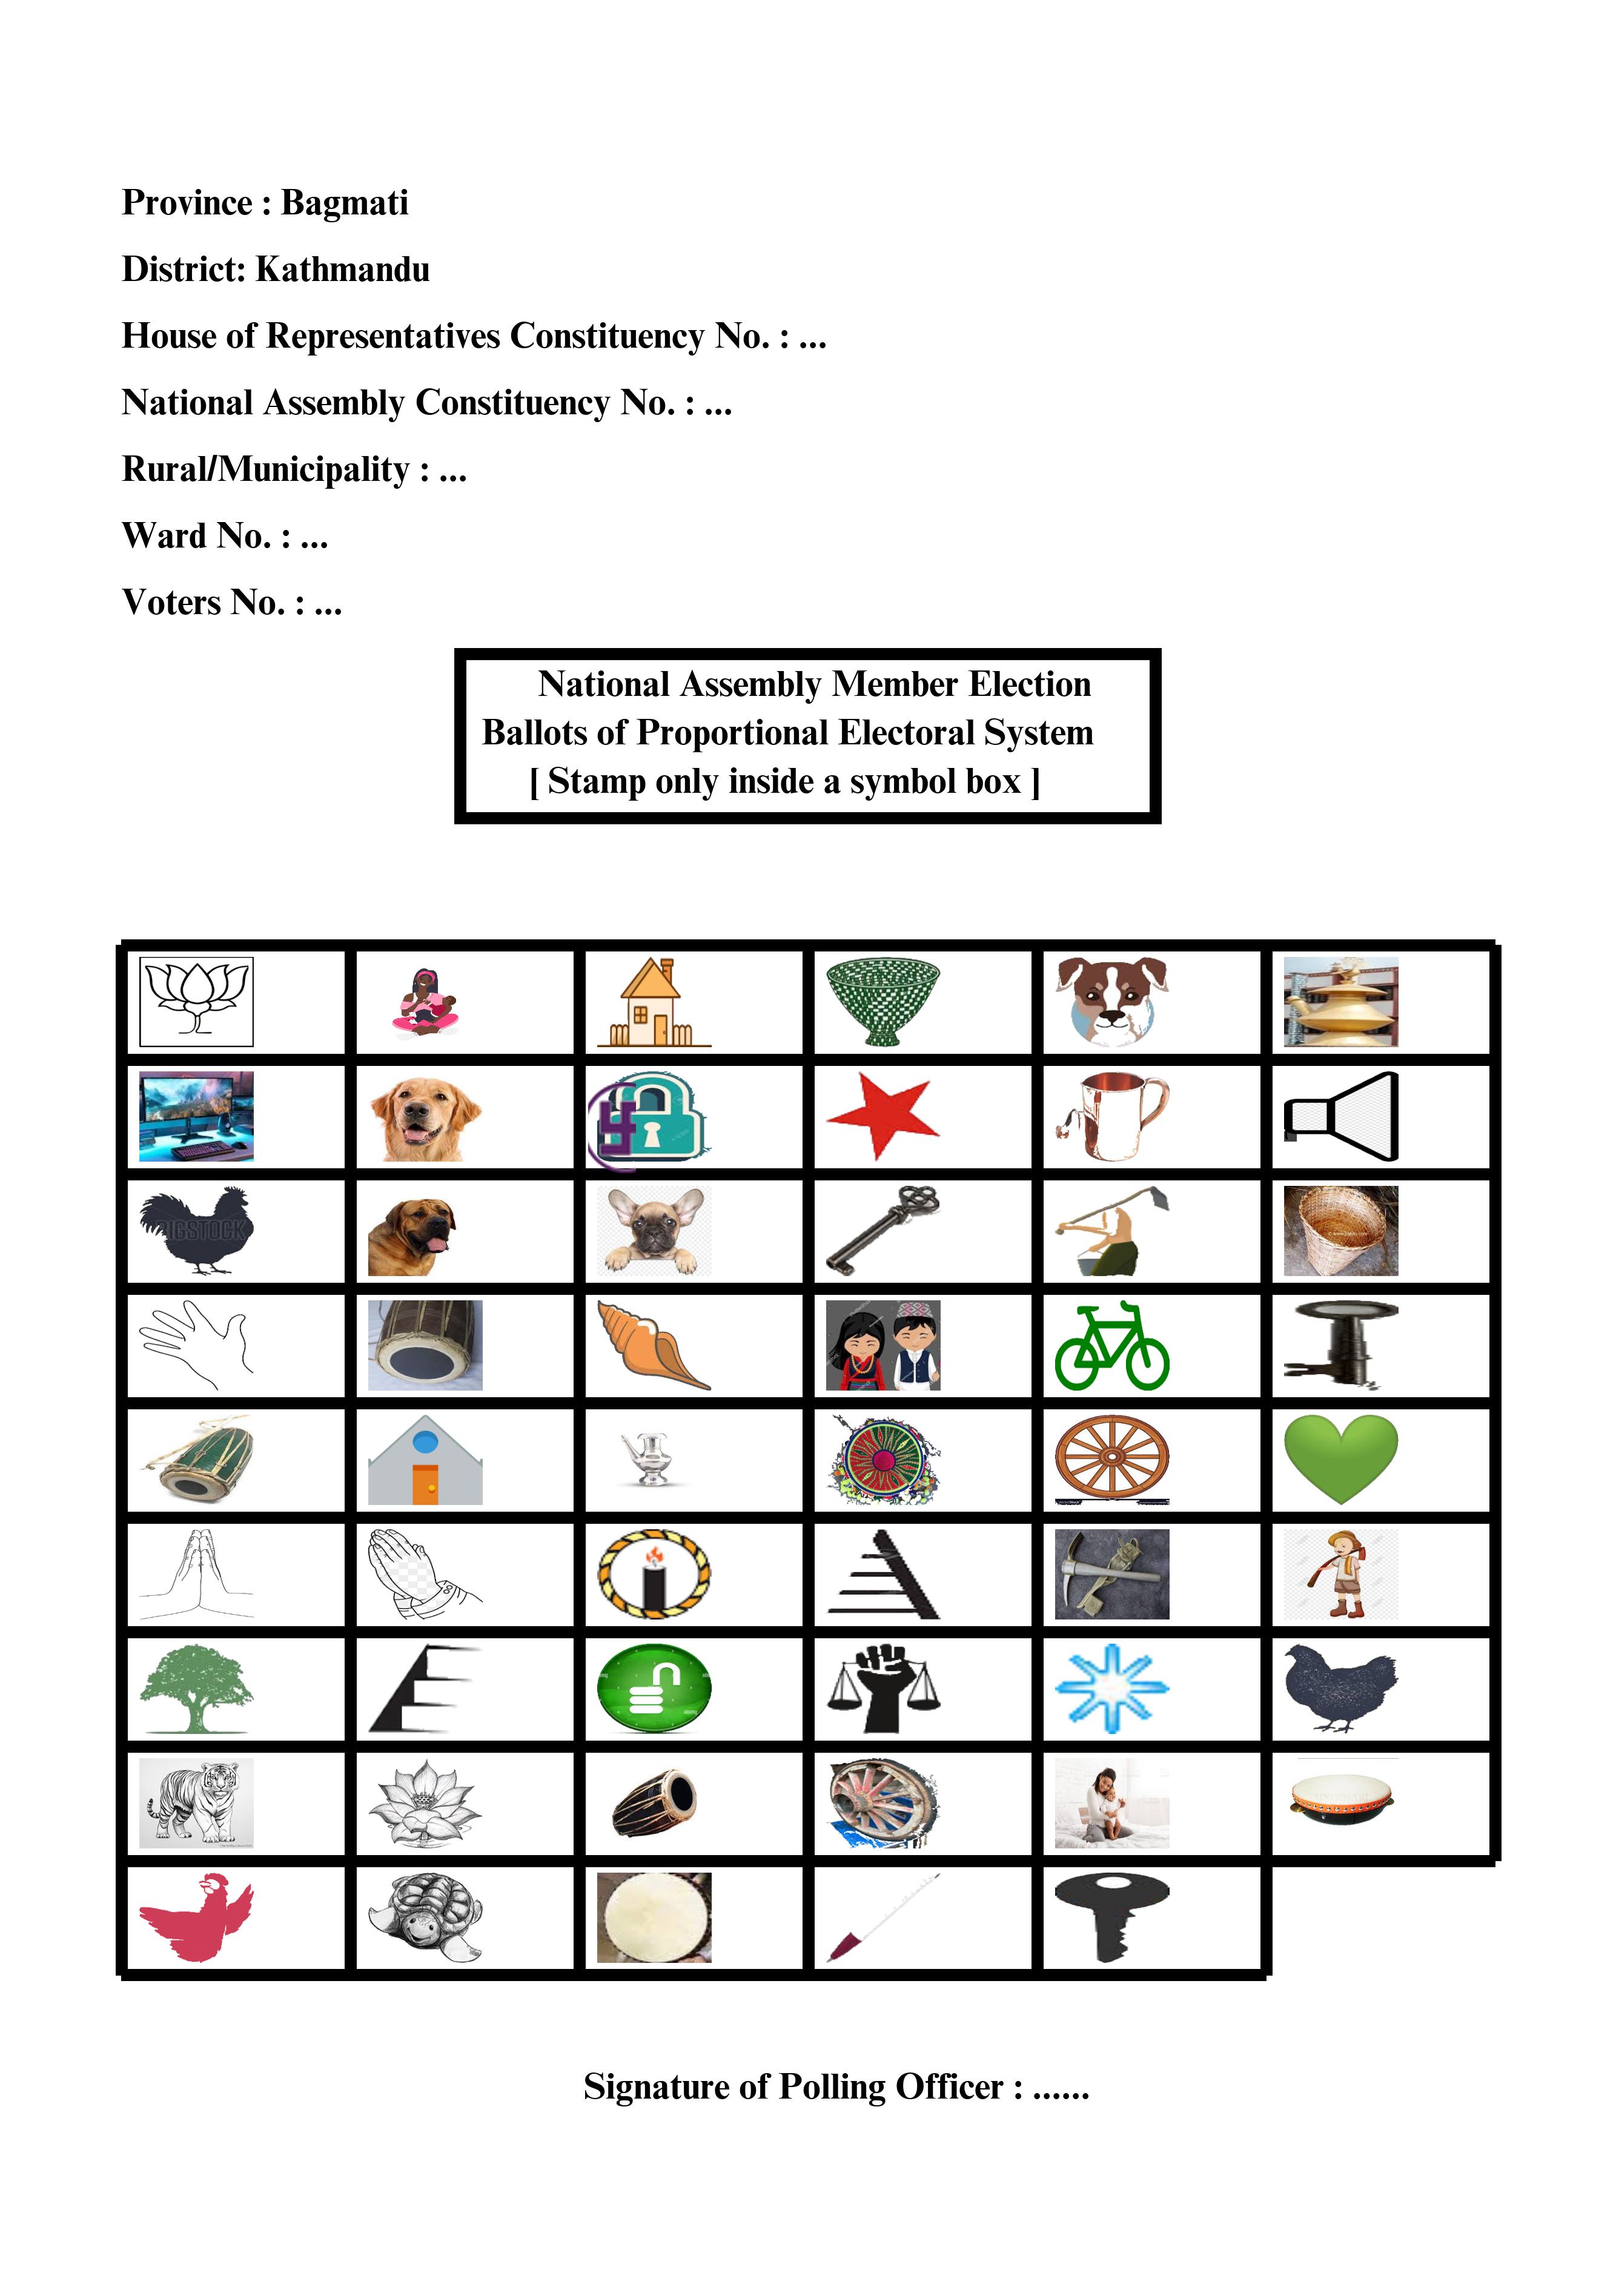 Province : Bagmati
District: Kathmandu
House of Representatives Constituency No. : ...
National Assembly Constituency No. : ...
Rural/Municipality : ...
Ward No. : ...
Voters No. : ...
National Assembly Member Election
Ballots of Proportional Electoral System
[ Stamp only inside a symbol box ]
BIGSTOCK
Signature of Polling Officer : ......